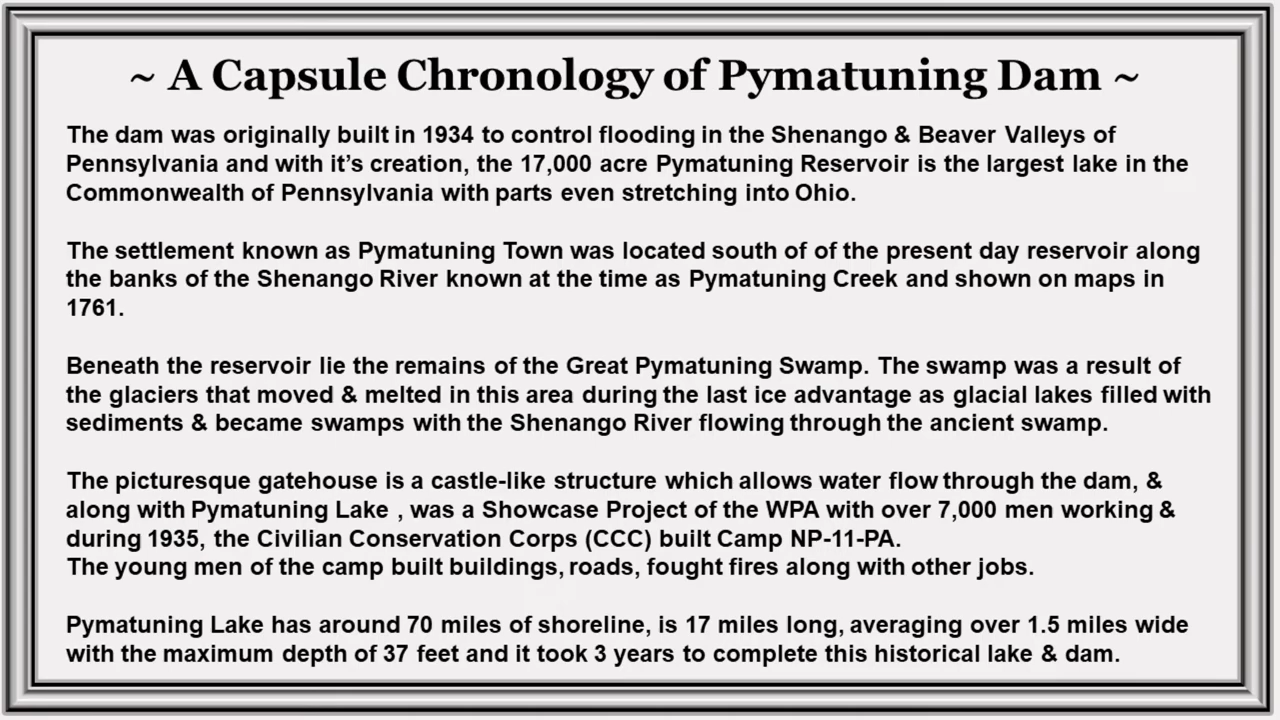 ~ A Capsule Chronology of Pymatuning Dam ~
The dam was originally built in 1934 to control flooding in the Shenango & Beaver Valleys of
Pennsylvania and with it’s creation, the 17,000 acre Pymatuning Reservoir is the largest lake in the
Commonwealth of Pennsylvania with parts even stretching into Ohio.
The settlement known as Pymatuning Town was located south of of the present day reservoir along
the banks of the Shenango River known at the time as Pymatuning Creek and shown on maps in
1761.
Beneath the reservoir lie the remains of the Great Pymatuning Swamp. The swamp was a result of
the glaciers that moved & melted in this area during the last ice advantage as glacial lakes filled with
sediments & became swamps with the Shenango River flowing through the ancient swamp.
The picturesque gatehouse is a castle-like structure which allows water flow through the dam, &
along with Pymatuning Lake , was a Showcase Project of the WPA with over 7,000 men working &
during 1935, the Civilian Conservation Corps (CCC) built Camp NP-11-PA.
The young men of the camp built buildings, roads, fought fires along with other jobs.
Pymatuning Lake has around 70 miles of shoreline, is 17 miles long, averaging over 1.5 miles wide
with the maximum depth of 37 feet and it took 3 years to complete this historical lake & dam.